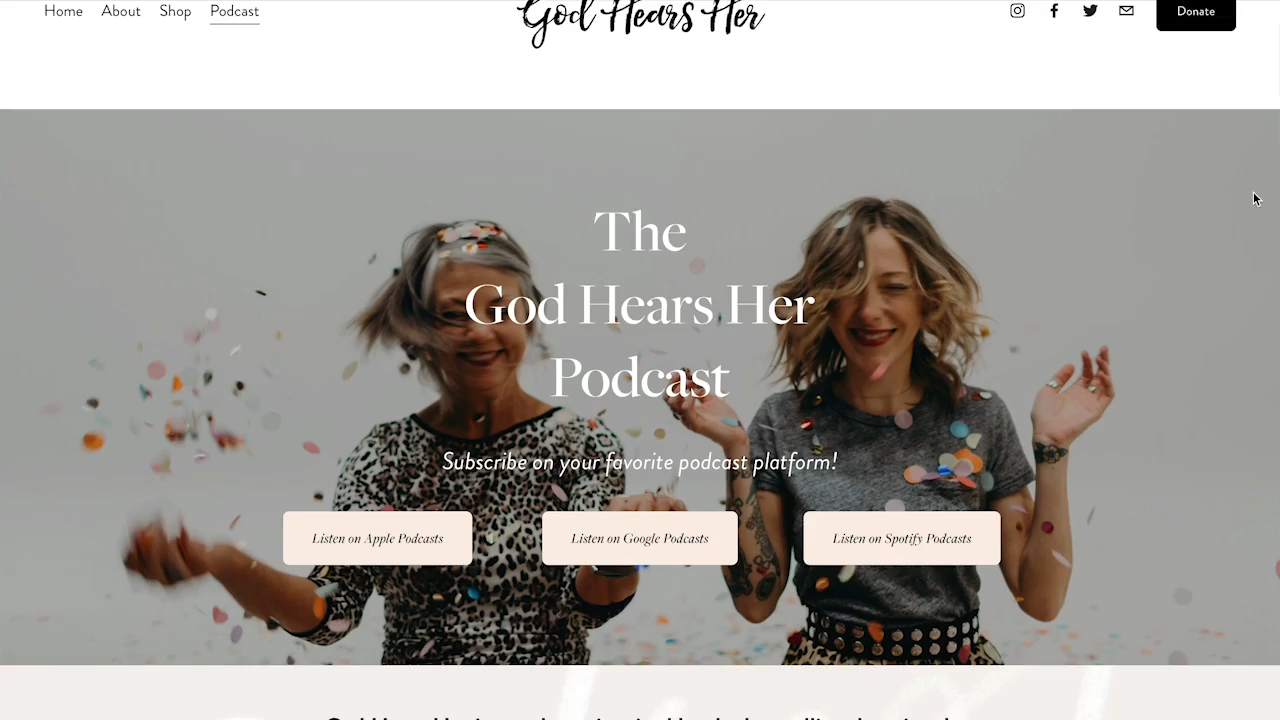 Home About Shop Podcast
God Hears Her
Donate
The
God Hears Her
Podcast
Subscribe on your favorite podcast platform!
Listen on Apple Podcasts
Listen on Google Podcasts
Listen on Spotify Podcasts